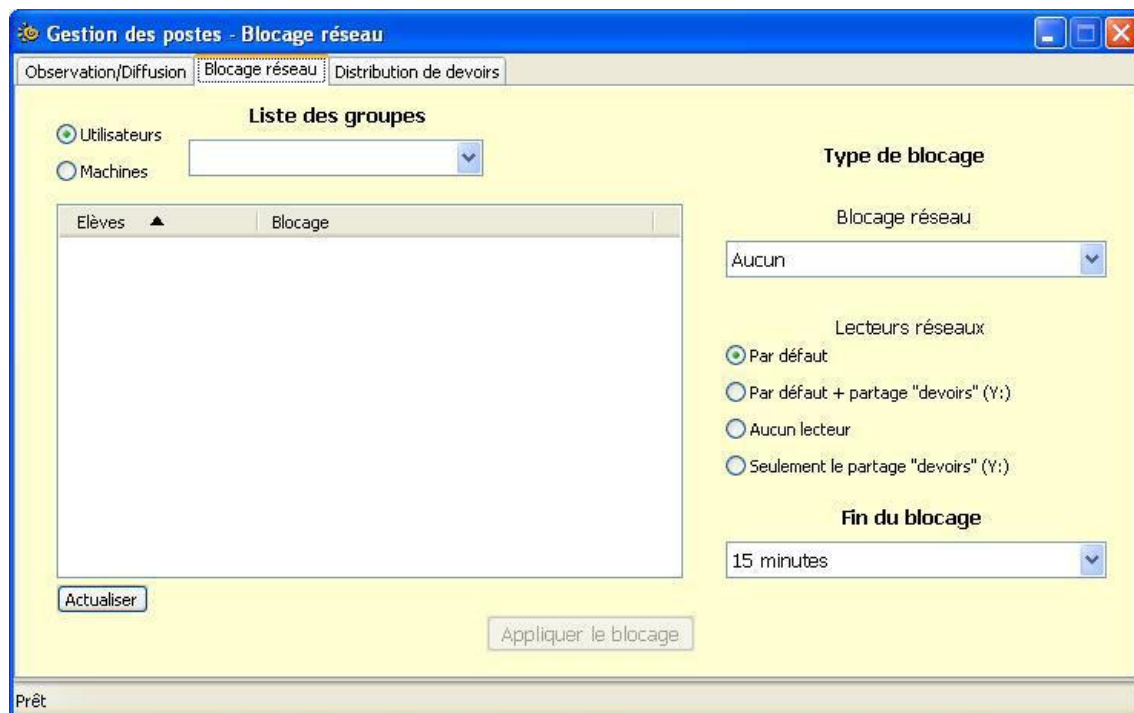 Gestion des postes - Blocage réseau
Observation/Diffusion Blocage réseau Distribution de devoirs
Liste des groupes
Utilisateurs
Machines
Elèves Blocage
Actualiser
Type de blocage
Blocage réseau
Aucun
Lecteurs réseaux
Par défaut
Par défaut + partage "devoirs" (Y:)
Aucun lecteur
Seulement le partage "devoirs" (Y:)
Fin du blocage
15 minutes
Appliquer le blocage
Prêt